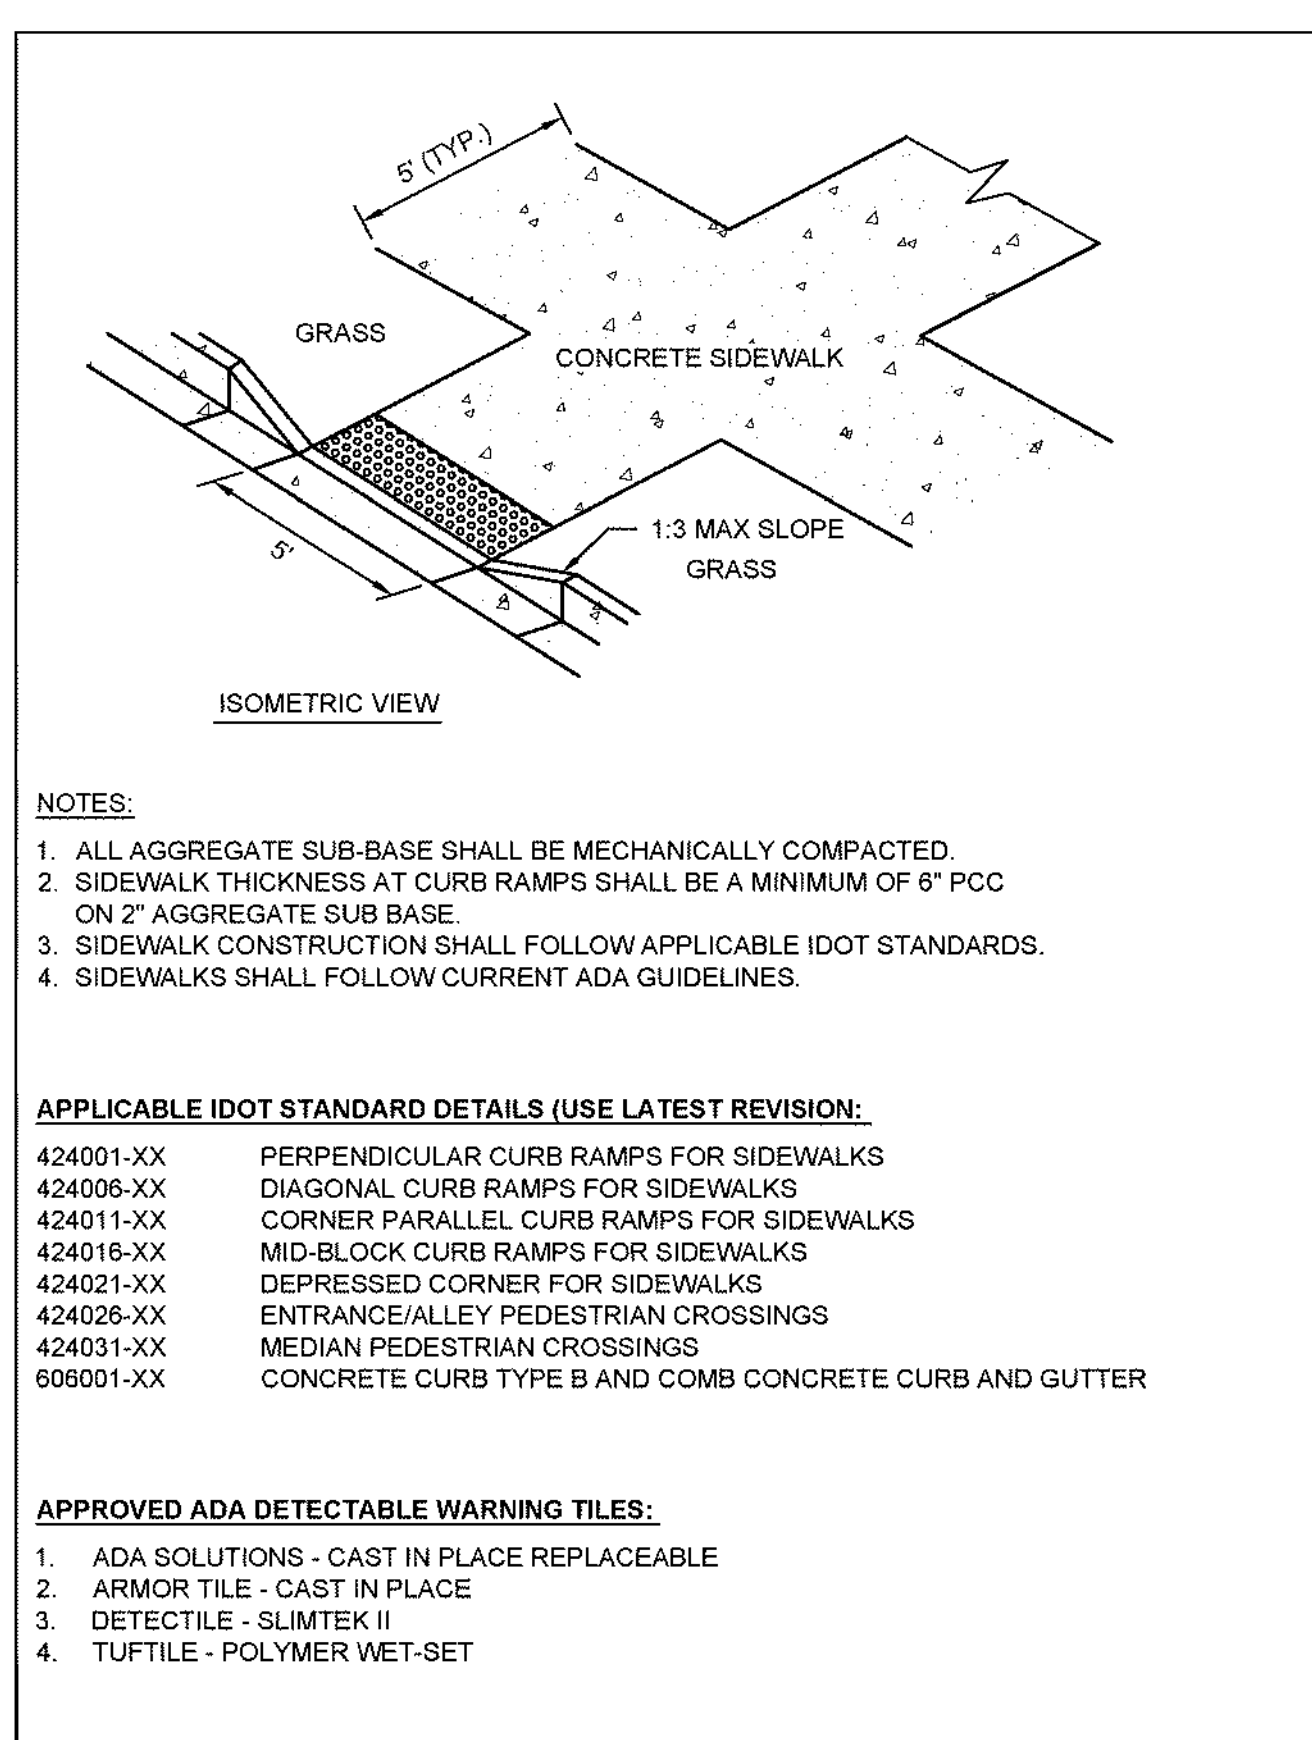 5' (TYP.)
GRASS
CONCRETE SIDEWALK
1:3 MAX SLOPE
5'
GRASS
ISOMETRIC VIEW
NOTES:
1. ALL AGGREGATE SUB-BASE SHALL BE MECHANICALLY COMPACTED.
2. SIDEWALK THICKNESS AT CURB RAMPS SHALL BE A MINIMUM OF 6" PCC
ON 2" AGGREGATE SUB BASE.
3. SIDEWALK CONSTRUCTION SHALL FOLLOW APPLICABLE IDOT STANDARDS.
4. SIDEWALKS SHALL FOLLOW CURRENT ADA GUIDELINES.
APPLICABLE IDOT STANDARD DETAILS (USE LATEST REVISION:
424001-XX PERPENDICULAR CURB RAMPS FOR SIDEWALKS
424006-XX DIAGONAL CURB RAMPS FOR SIDEWALKS
424011-XX CORNER PARALLEL CURB RAMPS FOR SIDEWALKS
424016-XX MID-BLOCK CURB RAMPS FOR SIDEWALKS
424021-XX DEPRESSED CORNER FOR SIDEWALKS
424026-XX ENTRANCE/ALLEY PEDESTRIAN CROSSINGS
424031-XX MEDIAN PEDESTRIAN CROSSINGS
606001-XX CONCRETE CURB TYPE B AND COMB CONCRETE CURB AND GUTTER
APPROVED ADA DETECTABLE WARNING TILES:
1. ADA SOLUTIONS - CAST IN PLACE REPLACEABLE
2. ARMOR TILE - CAST IN PLACE
3. DETECTILE - SLIMTEK II
4. TUFTILE - POLYMER WET-SET